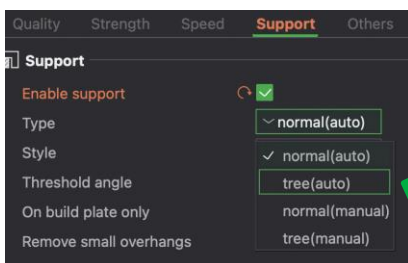 Quality Strength Speed Support Others
Support
Enable support
Type normal(auto)
Style normal(auto)
Threshold angle tree(auto)
On build plate only normal(manual)
Remove small overhangs tree(manual)